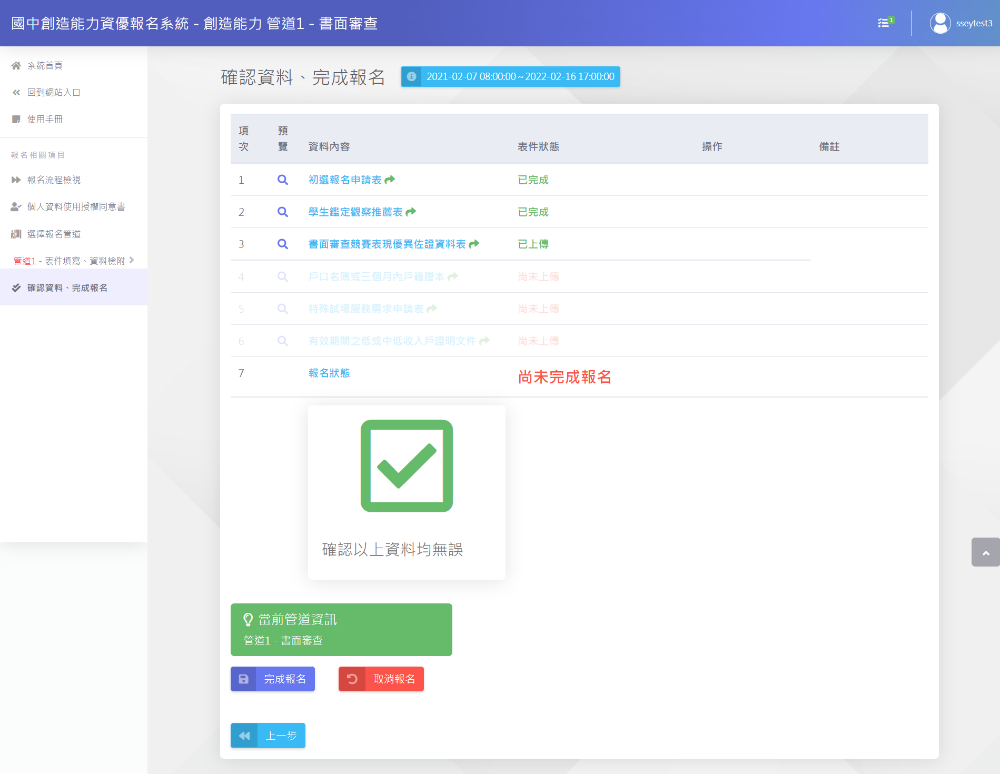 國中創造能力資優報名系統 - 創造能力 管道1 - 書面審查
1
sseytest3
系統首頁
回到網站入口
使用手冊
報名相關項目
報名流程檢視
個人資料使用授權同意書
選擇報名管道
管道1 - 表件填寫、資料檢附
確認資料、完成報名
確認資料、完成報名
2021-02-07 08:00:00 ~ 2022-02-16 17:00:00
項次 預覽 資料內容 表件狀態 操作 備註
1 初選報名申請表 已完成
2 學生鑑定觀察推薦表 已完成
3 書面審查競賽表現優異佐證資料表 已上傳
4 戶口名簿或三個月內戶籍謄本 尚未上傳
5 特殊試場服務需求申請表 尚未上傳
6 有效期間之低或中低收入戶證明文件 尚未上傳
7 報名狀態 尚未完成報名
確認以上資料均無誤
當前管道資訊
管道1 - 書面審查
完成報名 取消報名
上一步